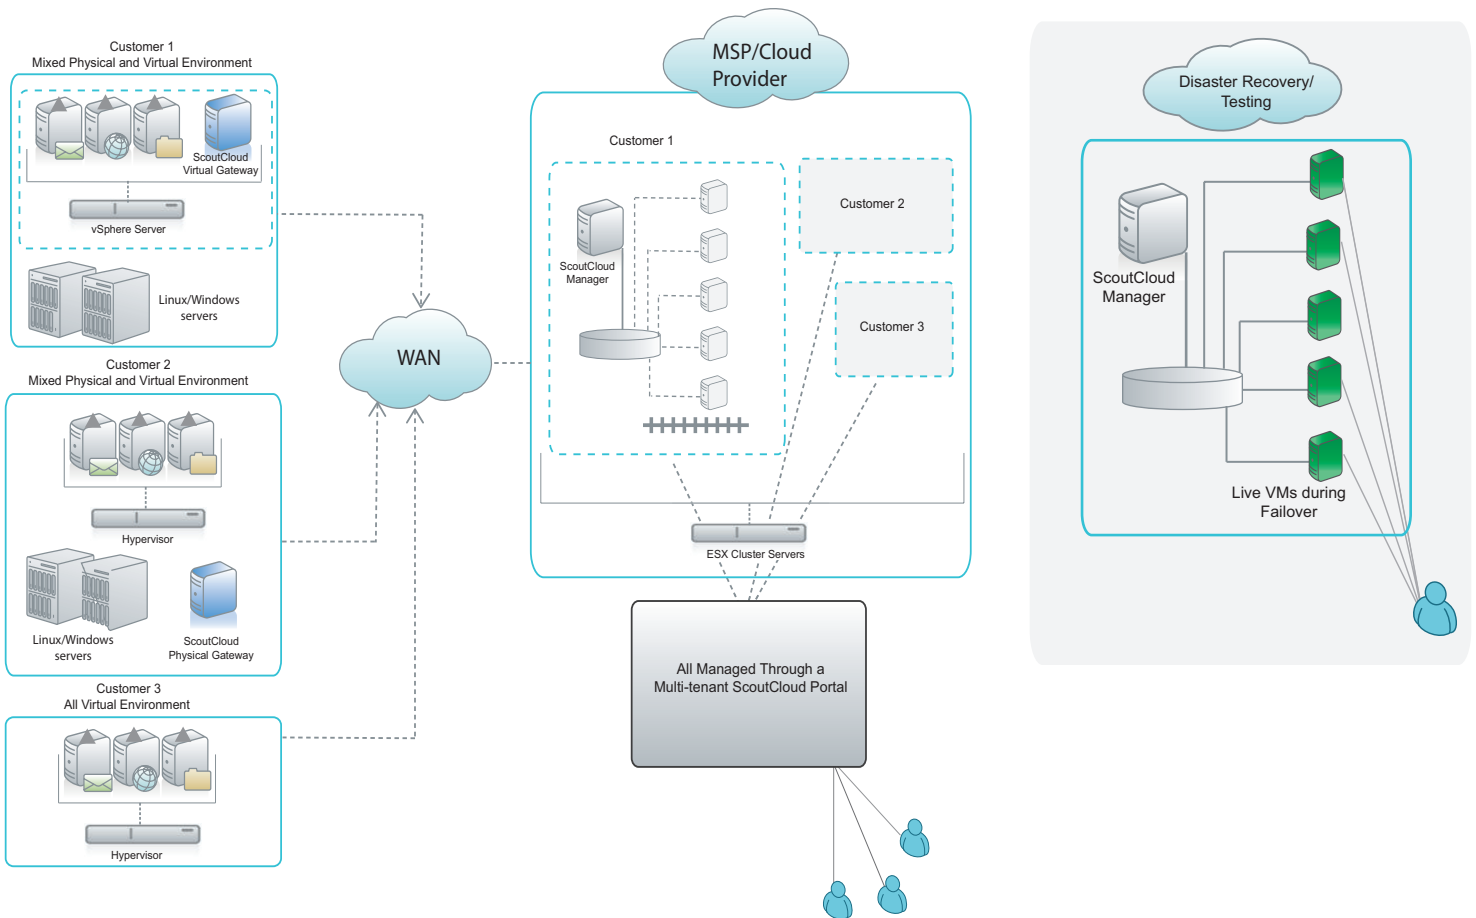 Customer 1
Mixed Physical and Virtual Environment
ScoutCloud
Virtual Gateway
vSphere Server
Linux/Windows
servers
Customer 2
Mixed Physical and Virtual Environment
Hypervisor
Linux/Windows
servers
ScoutCloud
Physical Gateway
Customer 3
All Virtual Environment
Hypervisor
WAN
MSP/Cloud
Provider
Customer 1
ScoutCloud
Manager
Customer 2
Customer 3
ESX Cluster Servers
All Managed Through a
Multi-tenant ScoutCloud Portal
Disaster Recovery/
Testing
ScoutCloud
Manager
Live VMs during
Failover